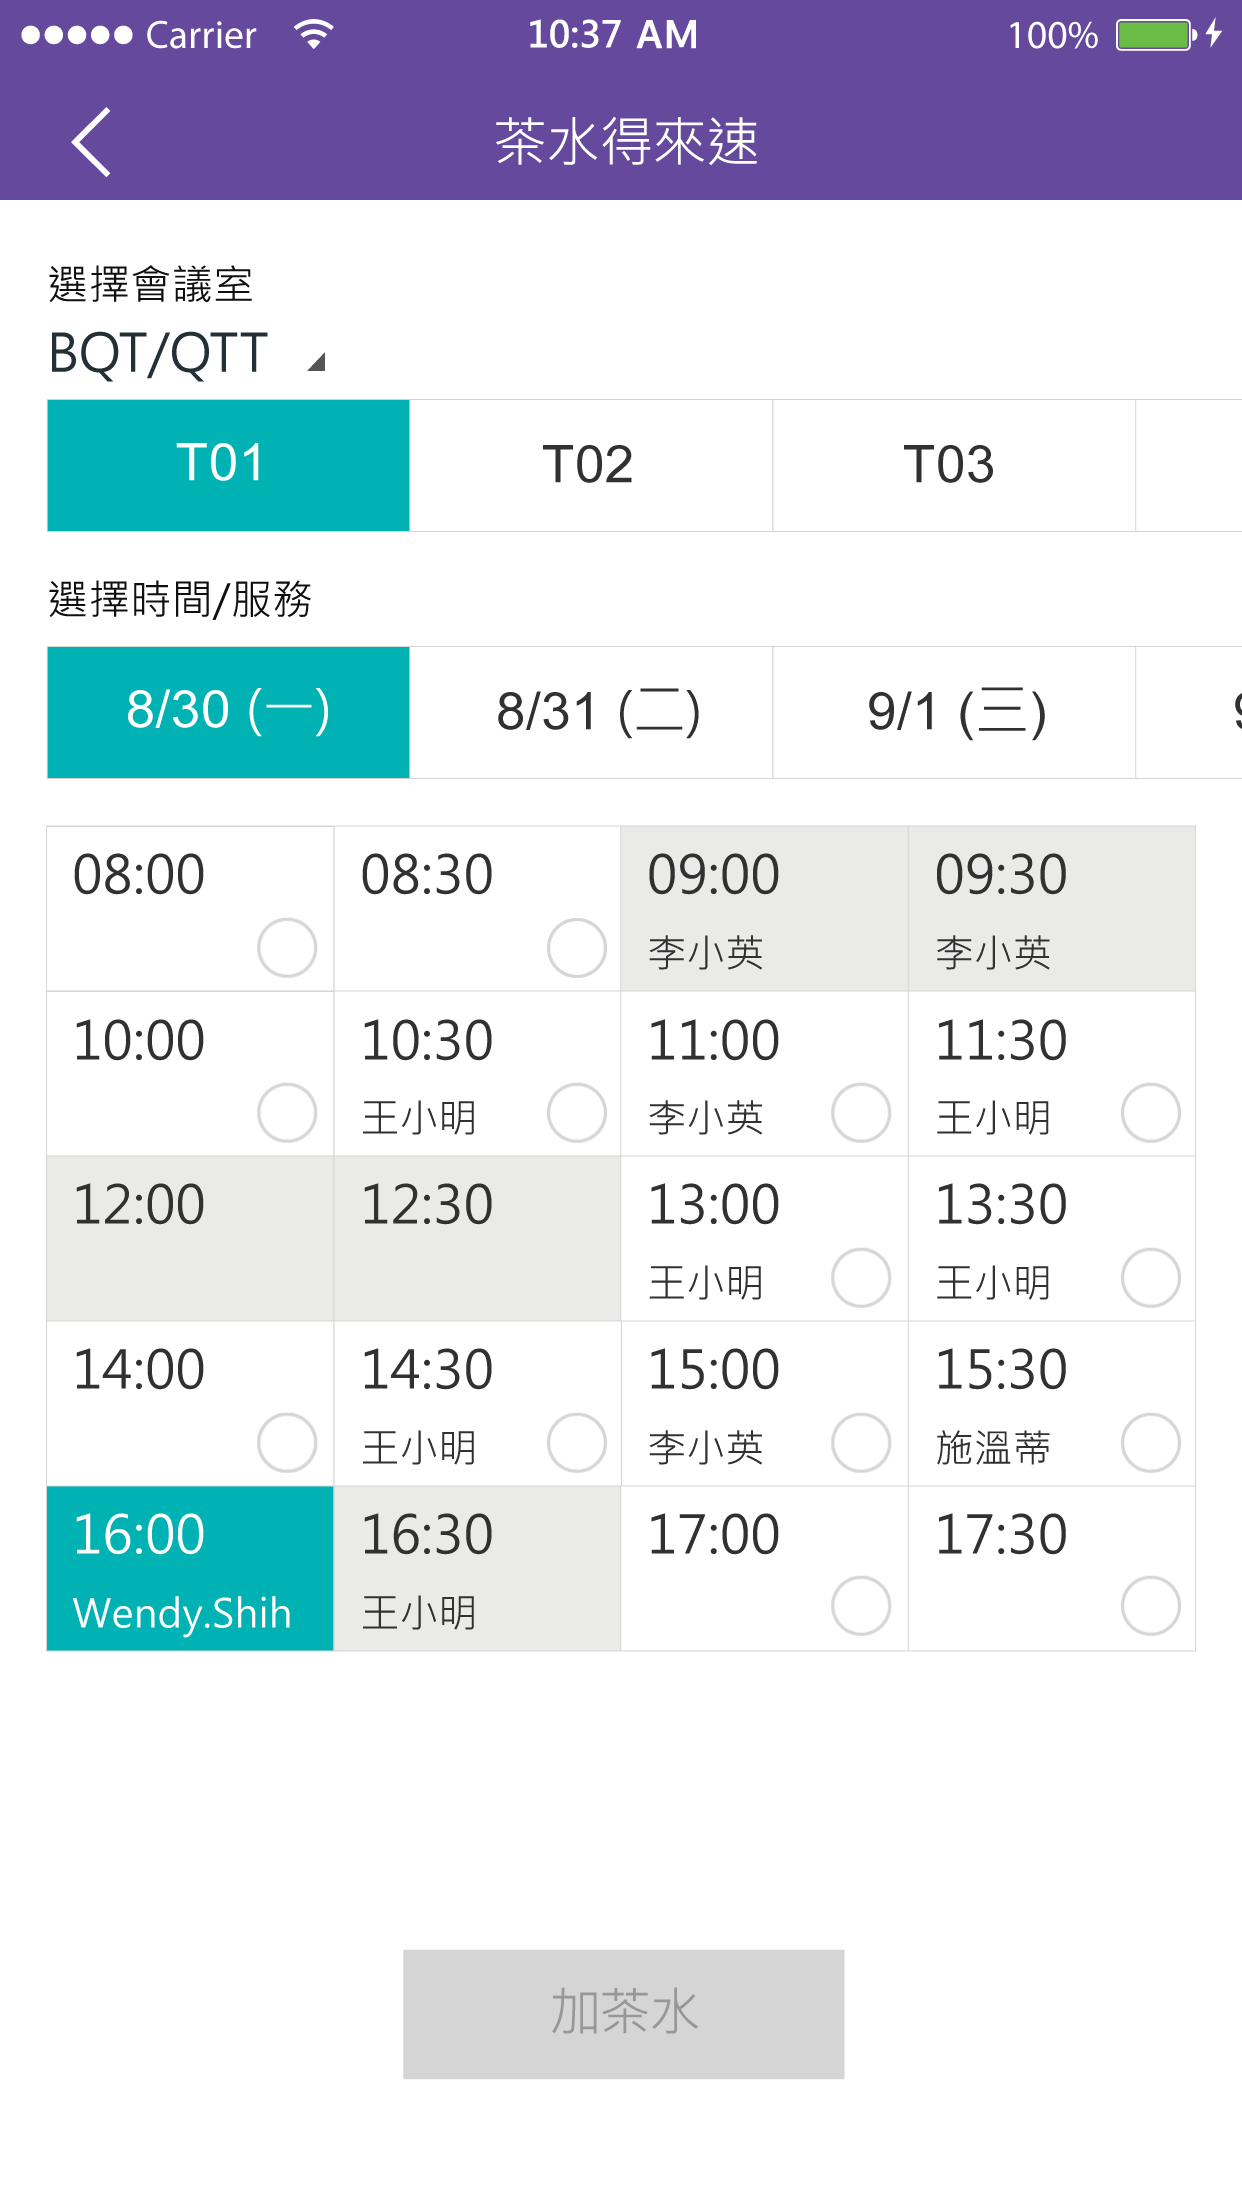 Carrier 10:37 AM 100%
茶水得來速
選擇會議室
BQT/QTT
T01 T02 T03
選擇時間/服務
8/30 (一) 8/31 (二) 9/1 (三)
08:00 08:30 09:00 09:30
李小英 李小英
10:00 10:30 11:00 11:30
王小明 李小英 王小明
12:00 12:30 13:00 13:30
王小明 王小明
14:00 14:30 15:00 15:30
王小明 李小英 施溫蒂
16:00 16:30 17:00 17:30
Wendy.Shih 王小明
加茶水